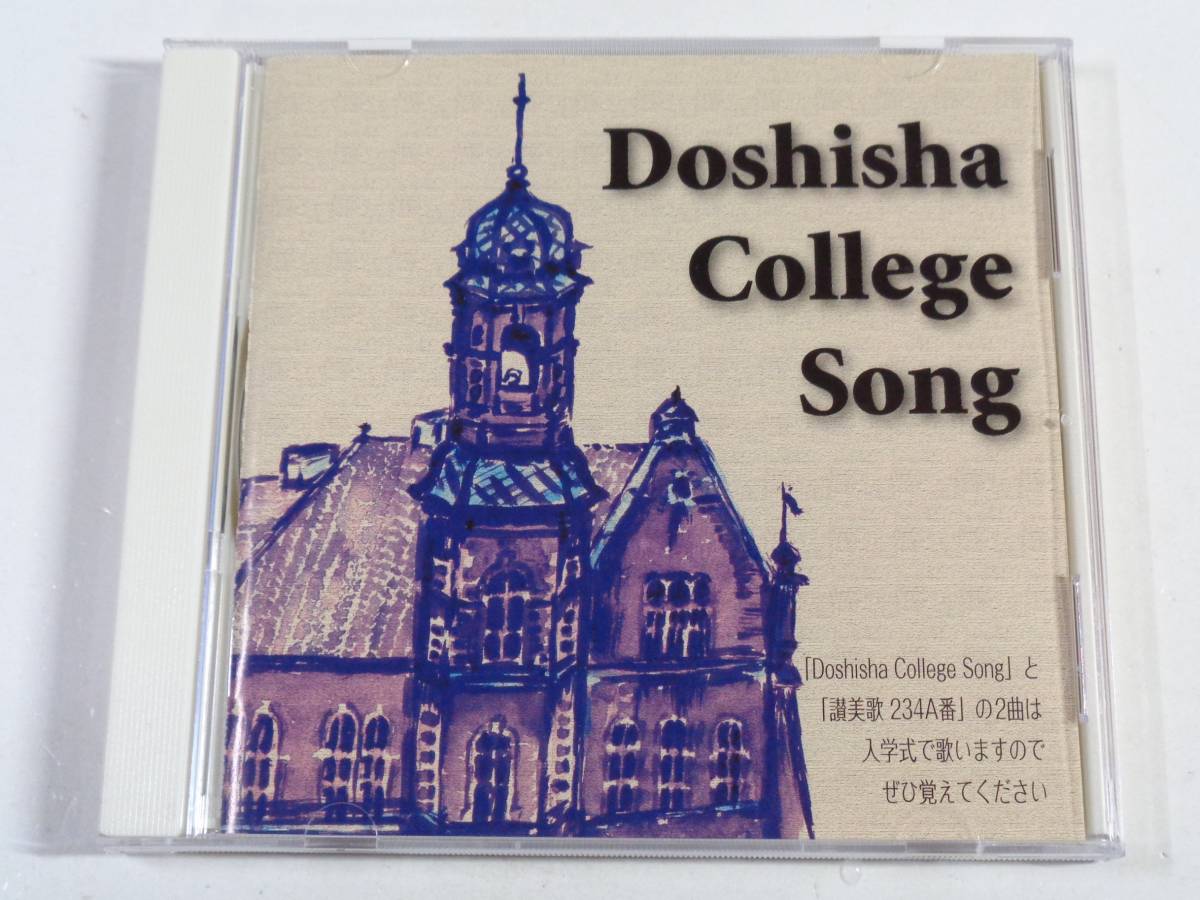 Doshisha
College
Song
「Doshisha College Song」と
「讃美歌 234A番」の2曲は
入学式で歌いますので
ぜひ覚えてください